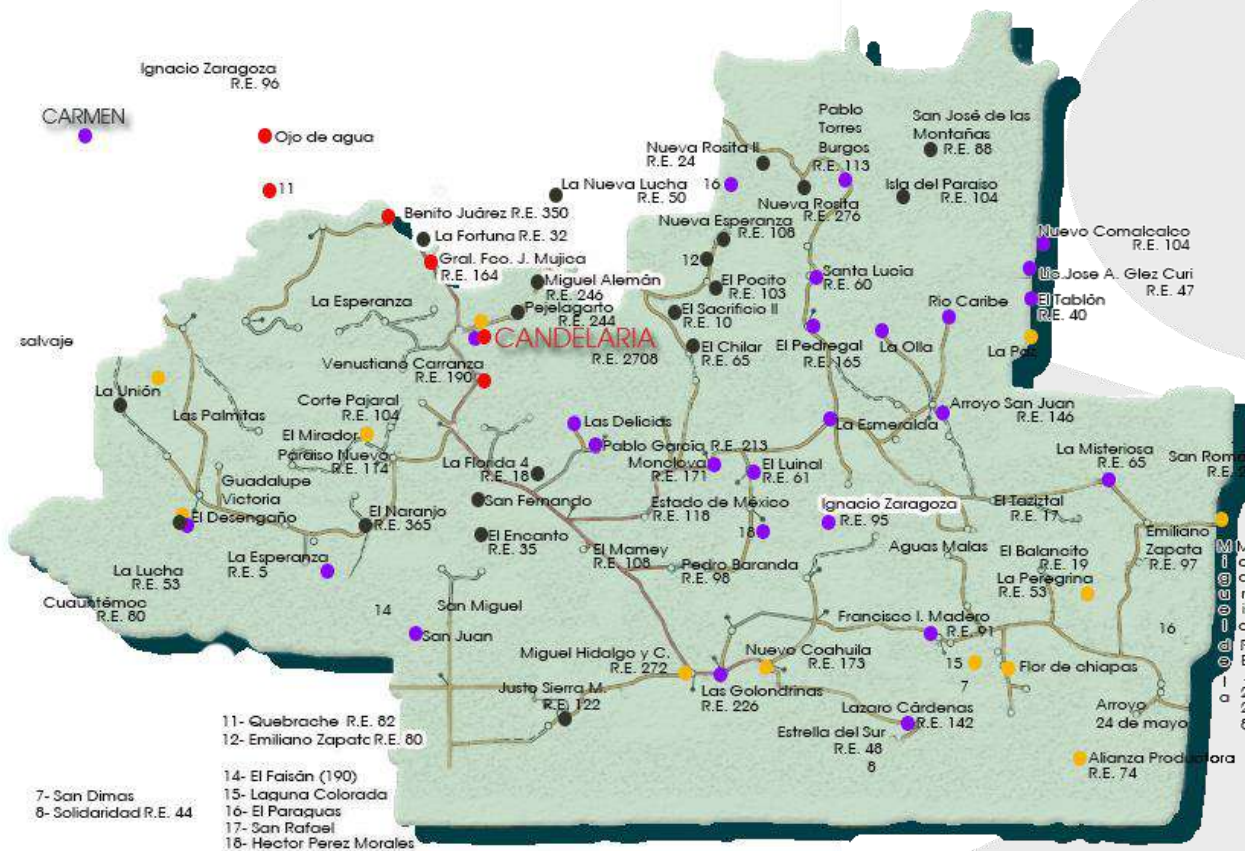 Ignacio Zaragoza
R.E. 96
CARMEN
Ojo de agua
11
salvaje
Benito Juárez R.E. 350
La Fortuna R.E. 32
Gral. Fco. J. Mujica
R.E. 164
La Nueva Lucha
R.E. 50
Nueva Rosita II
R.E. 24
16
Pablo
Torres
Burgos
R.E. 113
San José de las
Montañas
R.E. 88
Isla del Paraiso
R.E. 104
Nueva Rosita
R.E. 276
Nueva Esperanza
R.E. 108
12
Nuevo Comalcalco
R.E. 104
Lic.Jose A. Glez Curi
R.E. 47
El Tablón
R.E. 40
La Paz
Miguel Alemán
R.E. 246
La Esperanza
Pejelagarto
R.E. 244
El Pocito
R.E. 103
El Sacrificio II
R.E. 10
Santa Lucia
R.E. 60
Rio Caribe
CANDELARIA
R.E. 2708
El Chilar
R.E. 65
El Pedregal
R.E. 165
La Olla
Venustiano Carranza
R.E. 190
La Unión
Las Palmitas
Corte Pajaral
R.E. 104
El Mirador
Paraiso Nuevo
R.E. 114
Las Delicias
Pablo García R.E. 213
Monclova
R.E. 171
El Luinal
R.E. 61
La Esmeralda
Arroyo San Juan
R.E. 146
La Misteriosa
R.E. 65
La Florida 4
R.E. 18
Guadalupe
Victoria
El Desengaño
El Naranjo
R.E. 365
San Fernando
Estado de México
R.E. 118
18
Ignacio Zaragoza
R.E. 95
El Taziztal
R.E. 17
El Encanto
R.E. 35
La Esperanza
R.E. 5
La Lucha
R.E. 53
Cuauhtémoc
R.E. 80
El Mamey
R.E. 108
Pedro Baranda
R.E. 98
Aguas Malas
El Balancito
R.E. 19
La Peregrina
R.E. 53
Emiliano
Zapata
R.E. 97
14
San Miguel
San Juan
Francisco I. Madero
R.E. 91
16
Miguel Hidalgo y C.
R.E. 272
Nuevo Coahuila
R.E. 173
15
7
Flor de chiapas
Justo Sierra M.
R.E. 122
Las Golondrinas
R.E. 226
Lazaro Cárdenas
R.E. 142
Estrella del Sur
R.E. 48
8
Arroyo
24 de mayo
Alianza Productora
R.E. 74
11- Quebrache R.E. 82
12- Emiliano Zapata R.E. 80
14- El Faisán (190)
15- Laguna Colorada
16- El Paraguas
17- San Rafael
18- Hector Perez Morales
7- San Dimas
8- Solidaridad R.E. 44